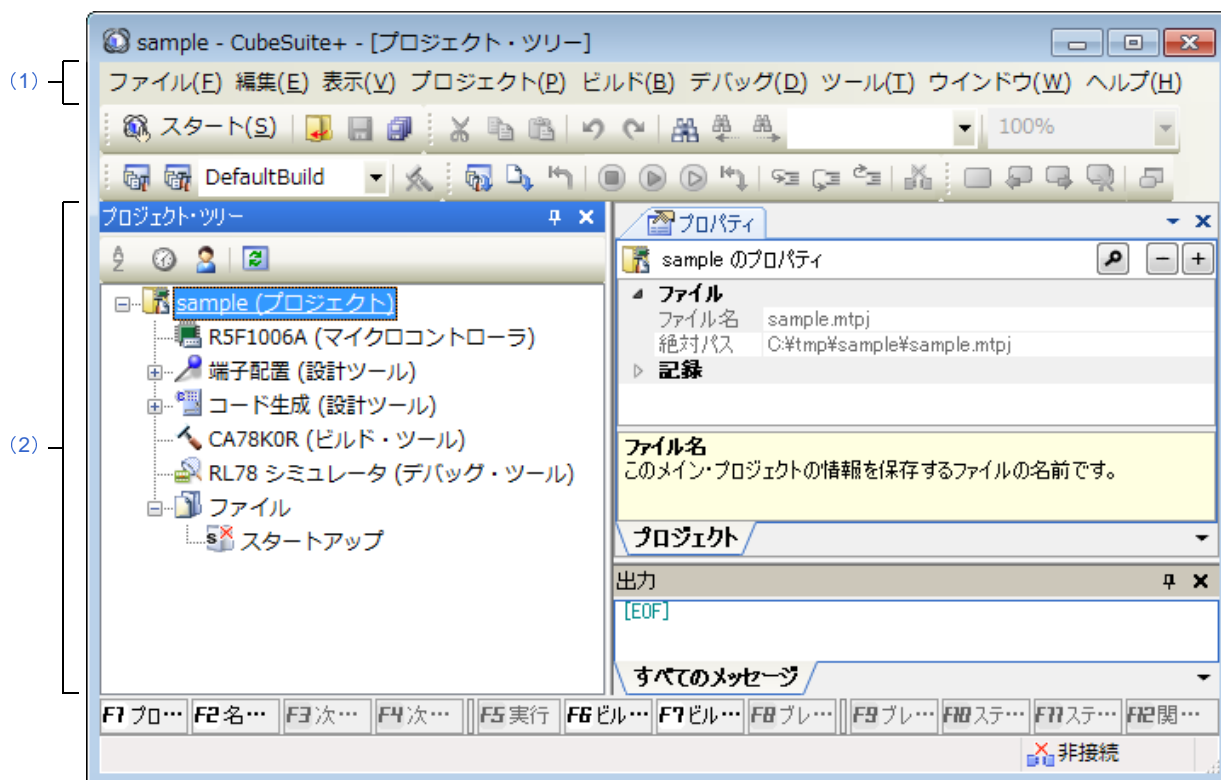 sample - CubeSuite+ - [プロジェクト・ツリー]
(1)
ファイル(F) 編集(E) 表示(V) プロジェクト(P) ビルド(B) デバッグ(D) ツール(T) ウインドウ(W) ヘルプ(H)
スタート(S) 100%
DefaultBuild
(2)
プロジェクト・ツリー
sample (プロジェクト)
R5F1006A (マイクロコントローラ)
端子配置 (設計ツール)
コード生成 (設計ツール)
CA78K0R (ビルド・ツール)
RL78 シミュレータ (デバッグ・ツール)
ファイル
スタートアップ
プロパティ
sample のプロパティ
ファイル
ファイル名 sample.mtpj
絶対パス C:¥tmp¥sample¥sample.mtpj
記録
ファイル名
このメイン・プロジェクトの情報を保存するファイルの名前です。
プロジェクト
出力
[EOF]
すべてのメッセージ
F1 プロ… F2 名… F3 次… F4 次… F5 実行 F6 ビル… F7 ビル… F8 ブレ… F9 ブレ… F10 ステ… F11 ステ… F12 関…
非接続